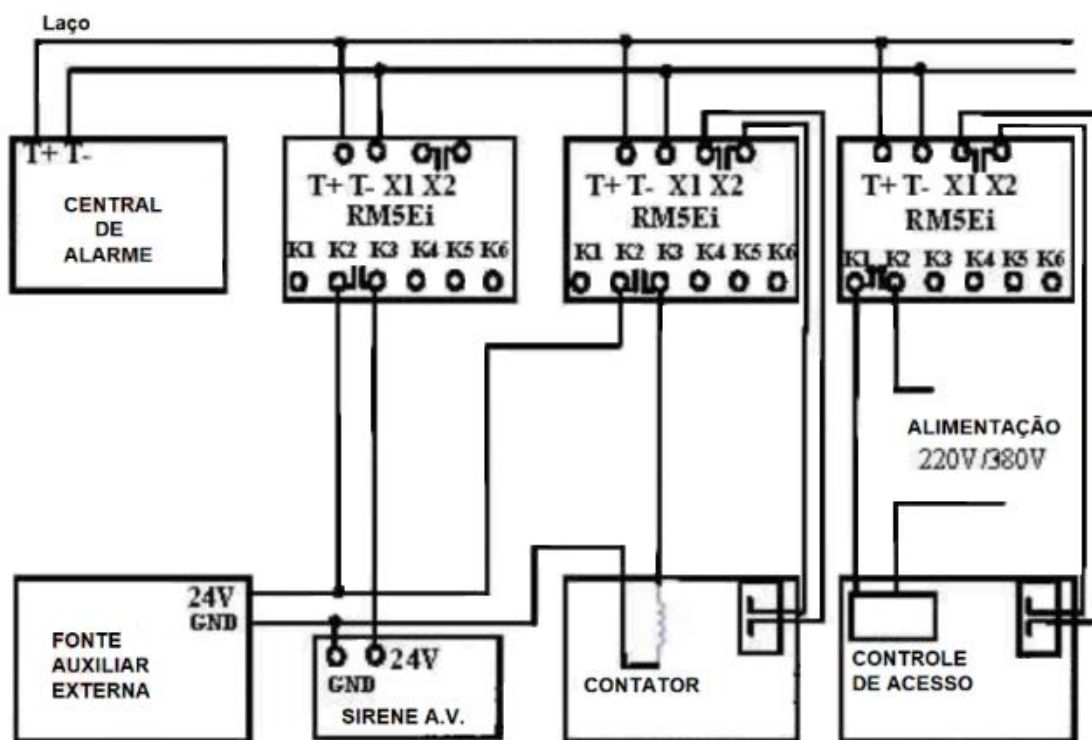 Laço
T+ T-
CENTRAL
DE
ALARME
T+ T- X1 X2
RM5Ei
K1 K2 K3 K4 K5 K6
T+ T- X1 X2
RM5Ei
K1 K2 K3 K4 K5 K6
T+ T- X1 X2
RM5Ei
K1 K2 K3 K4 K5 K6
ALIMENTAÇÃO
220V/380V
24V
GND
FONTE
AUXILIAR
EXTERNA
24V
GND
SIRENE A.V.
CONTATOR
CONTROLE
DE ACESSO